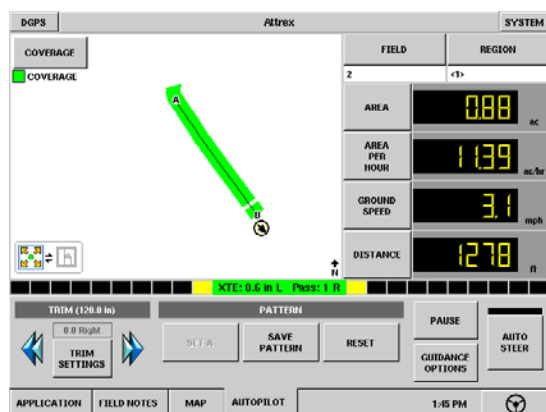 DGPS
Attrex
SYSTEM
COVERAGE
COVERAGE
A
B
N
FIELD
REGION
2
<1>
AREA
0.88
ac
AREA
PER
HOUR
11.39
ac/hr
GROUND
SPEED
3.1
mph
DISTANCE
1278
ft
XTE: 0.6 in L Pass: 1 R
TRIM (120.0 in)
0.0 Right
TRIM
SETTINGS
PATTERN
SET A
SAVE
PATTERN
RESET
PAUSE
GUIDANCE
OPTIONS
AUTO
STEER
APPLICATION
FIELD NOTES
MAP
AUTOPILOT
1:45 PM